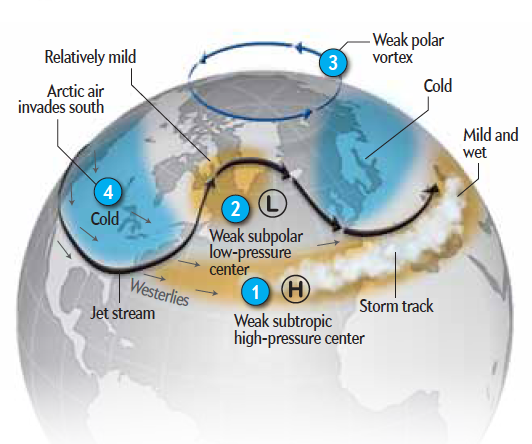 Weak polar
vortex
3
Relatively mild
Arctic air
invades south
Cold
Mild and
wet
4
Cold
2
L
Weak subpolar
low-pressure
center
Westerlies
1
H
Jet stream
Storm track
Weak subtropic
high-pressure center